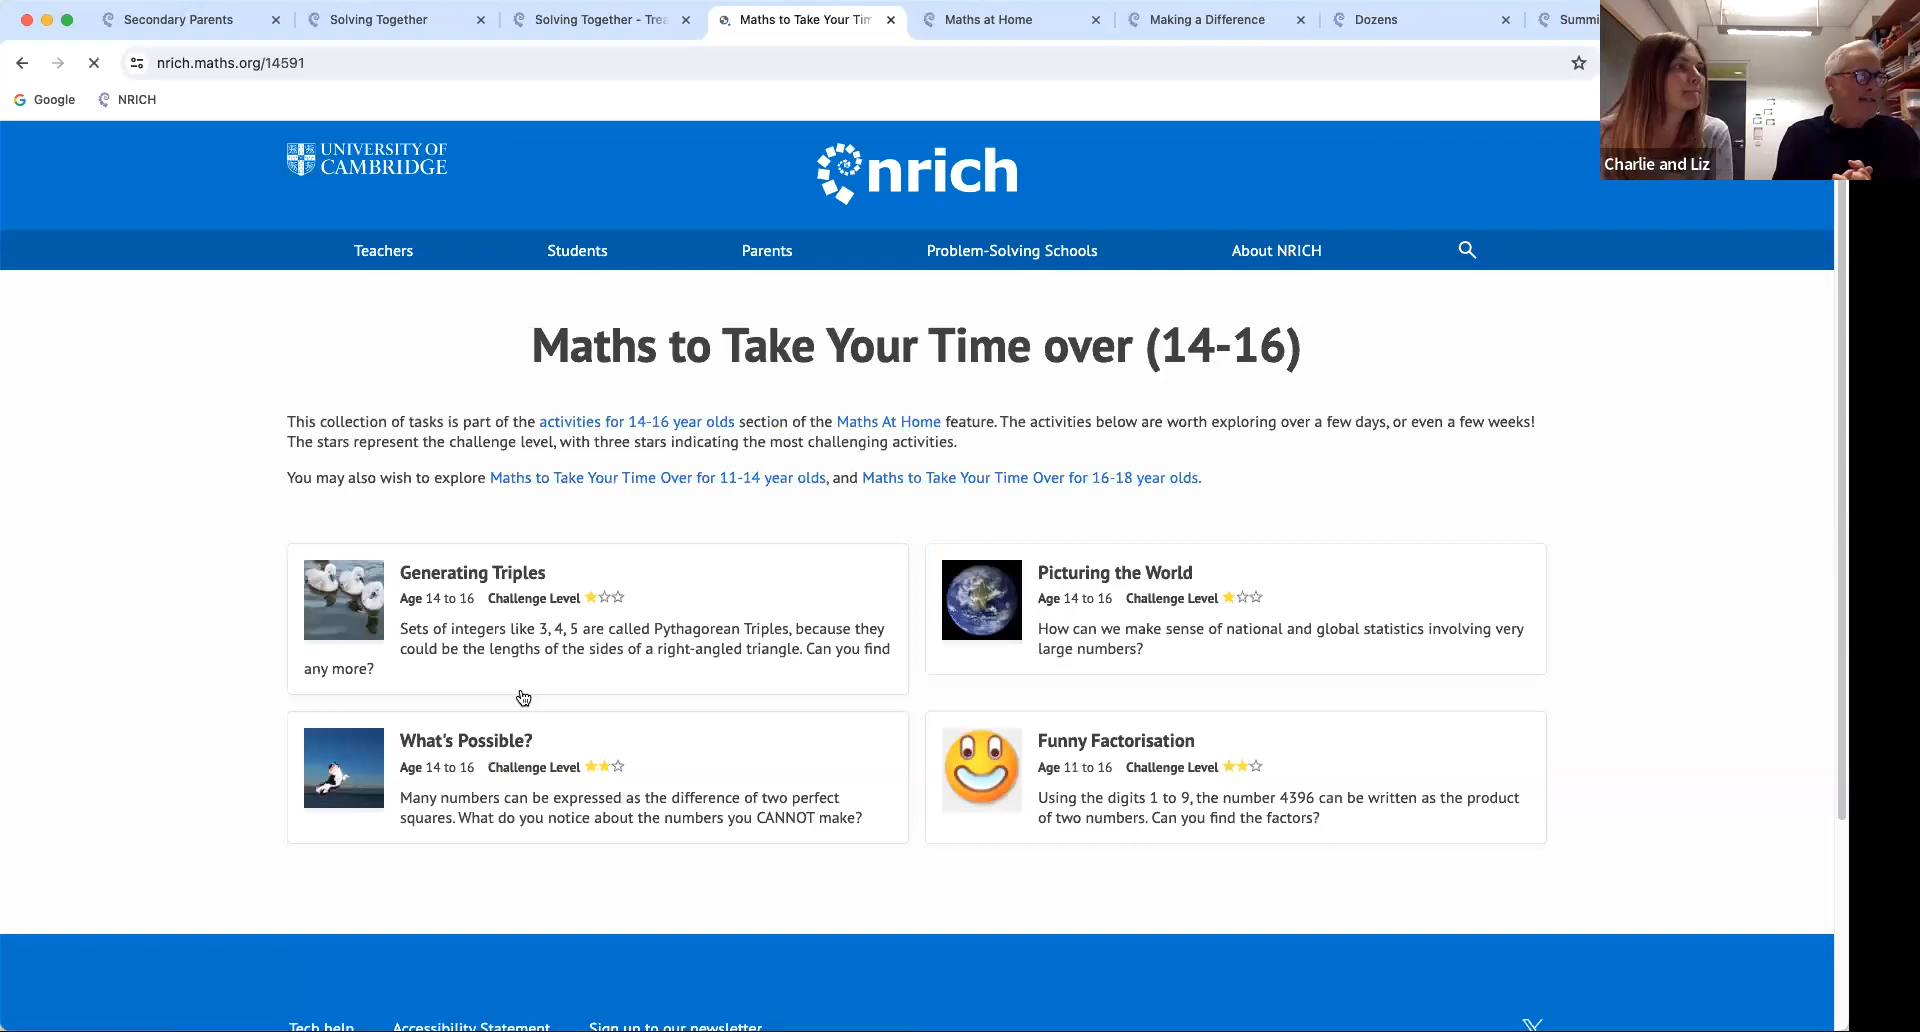 Secondary Parents
Solving Together
Solving Together - Trea
Maths to Take Your Tim
Maths at Home
Making a Difference
Dozens
Summi
nrich.maths.org/14591
Google
NRICH
Charlie and Liz
UNIVERSITY OF
CAMBRIDGE
nrich
Teachers
Students
Parents
Problem-Solving Schools
About NRICH
Maths to Take Your Time over (14-16)
This collection of tasks is part of the activities for 14-16 year olds section of the Maths At Home feature. The activities below are worth exploring over a few days, or even a few weeks!
The stars represent the challenge level, with three stars indicating the most challenging activities.
You may also wish to explore Maths to Take Your Time Over for 11-14 year olds, and Maths to Take Your Time Over for 16-18 year olds.
Generating Triples
Age 14 to 16 Challenge Level
Sets of integers like 3, 4, 5 are called Pythagorean Triples, because they
could be the lengths of the sides of a right-angled triangle. Can you find
any more?
Picturing the World
Age 14 to 16 Challenge Level
How can we make sense of national and global statistics involving very
large numbers?
What's Possible?
Age 14 to 16 Challenge Level
Many numbers can be expressed as the difference of two perfect
squares. What do you notice about the numbers you CANNOT make?
Funny Factorisation
Age 11 to 16 Challenge Level
Using the digits 1 to 9, the number 4396 can be written as the product
of two numbers. Can you find the factors?
Tech help
Accessibility Statement
Sign up to our newsletter